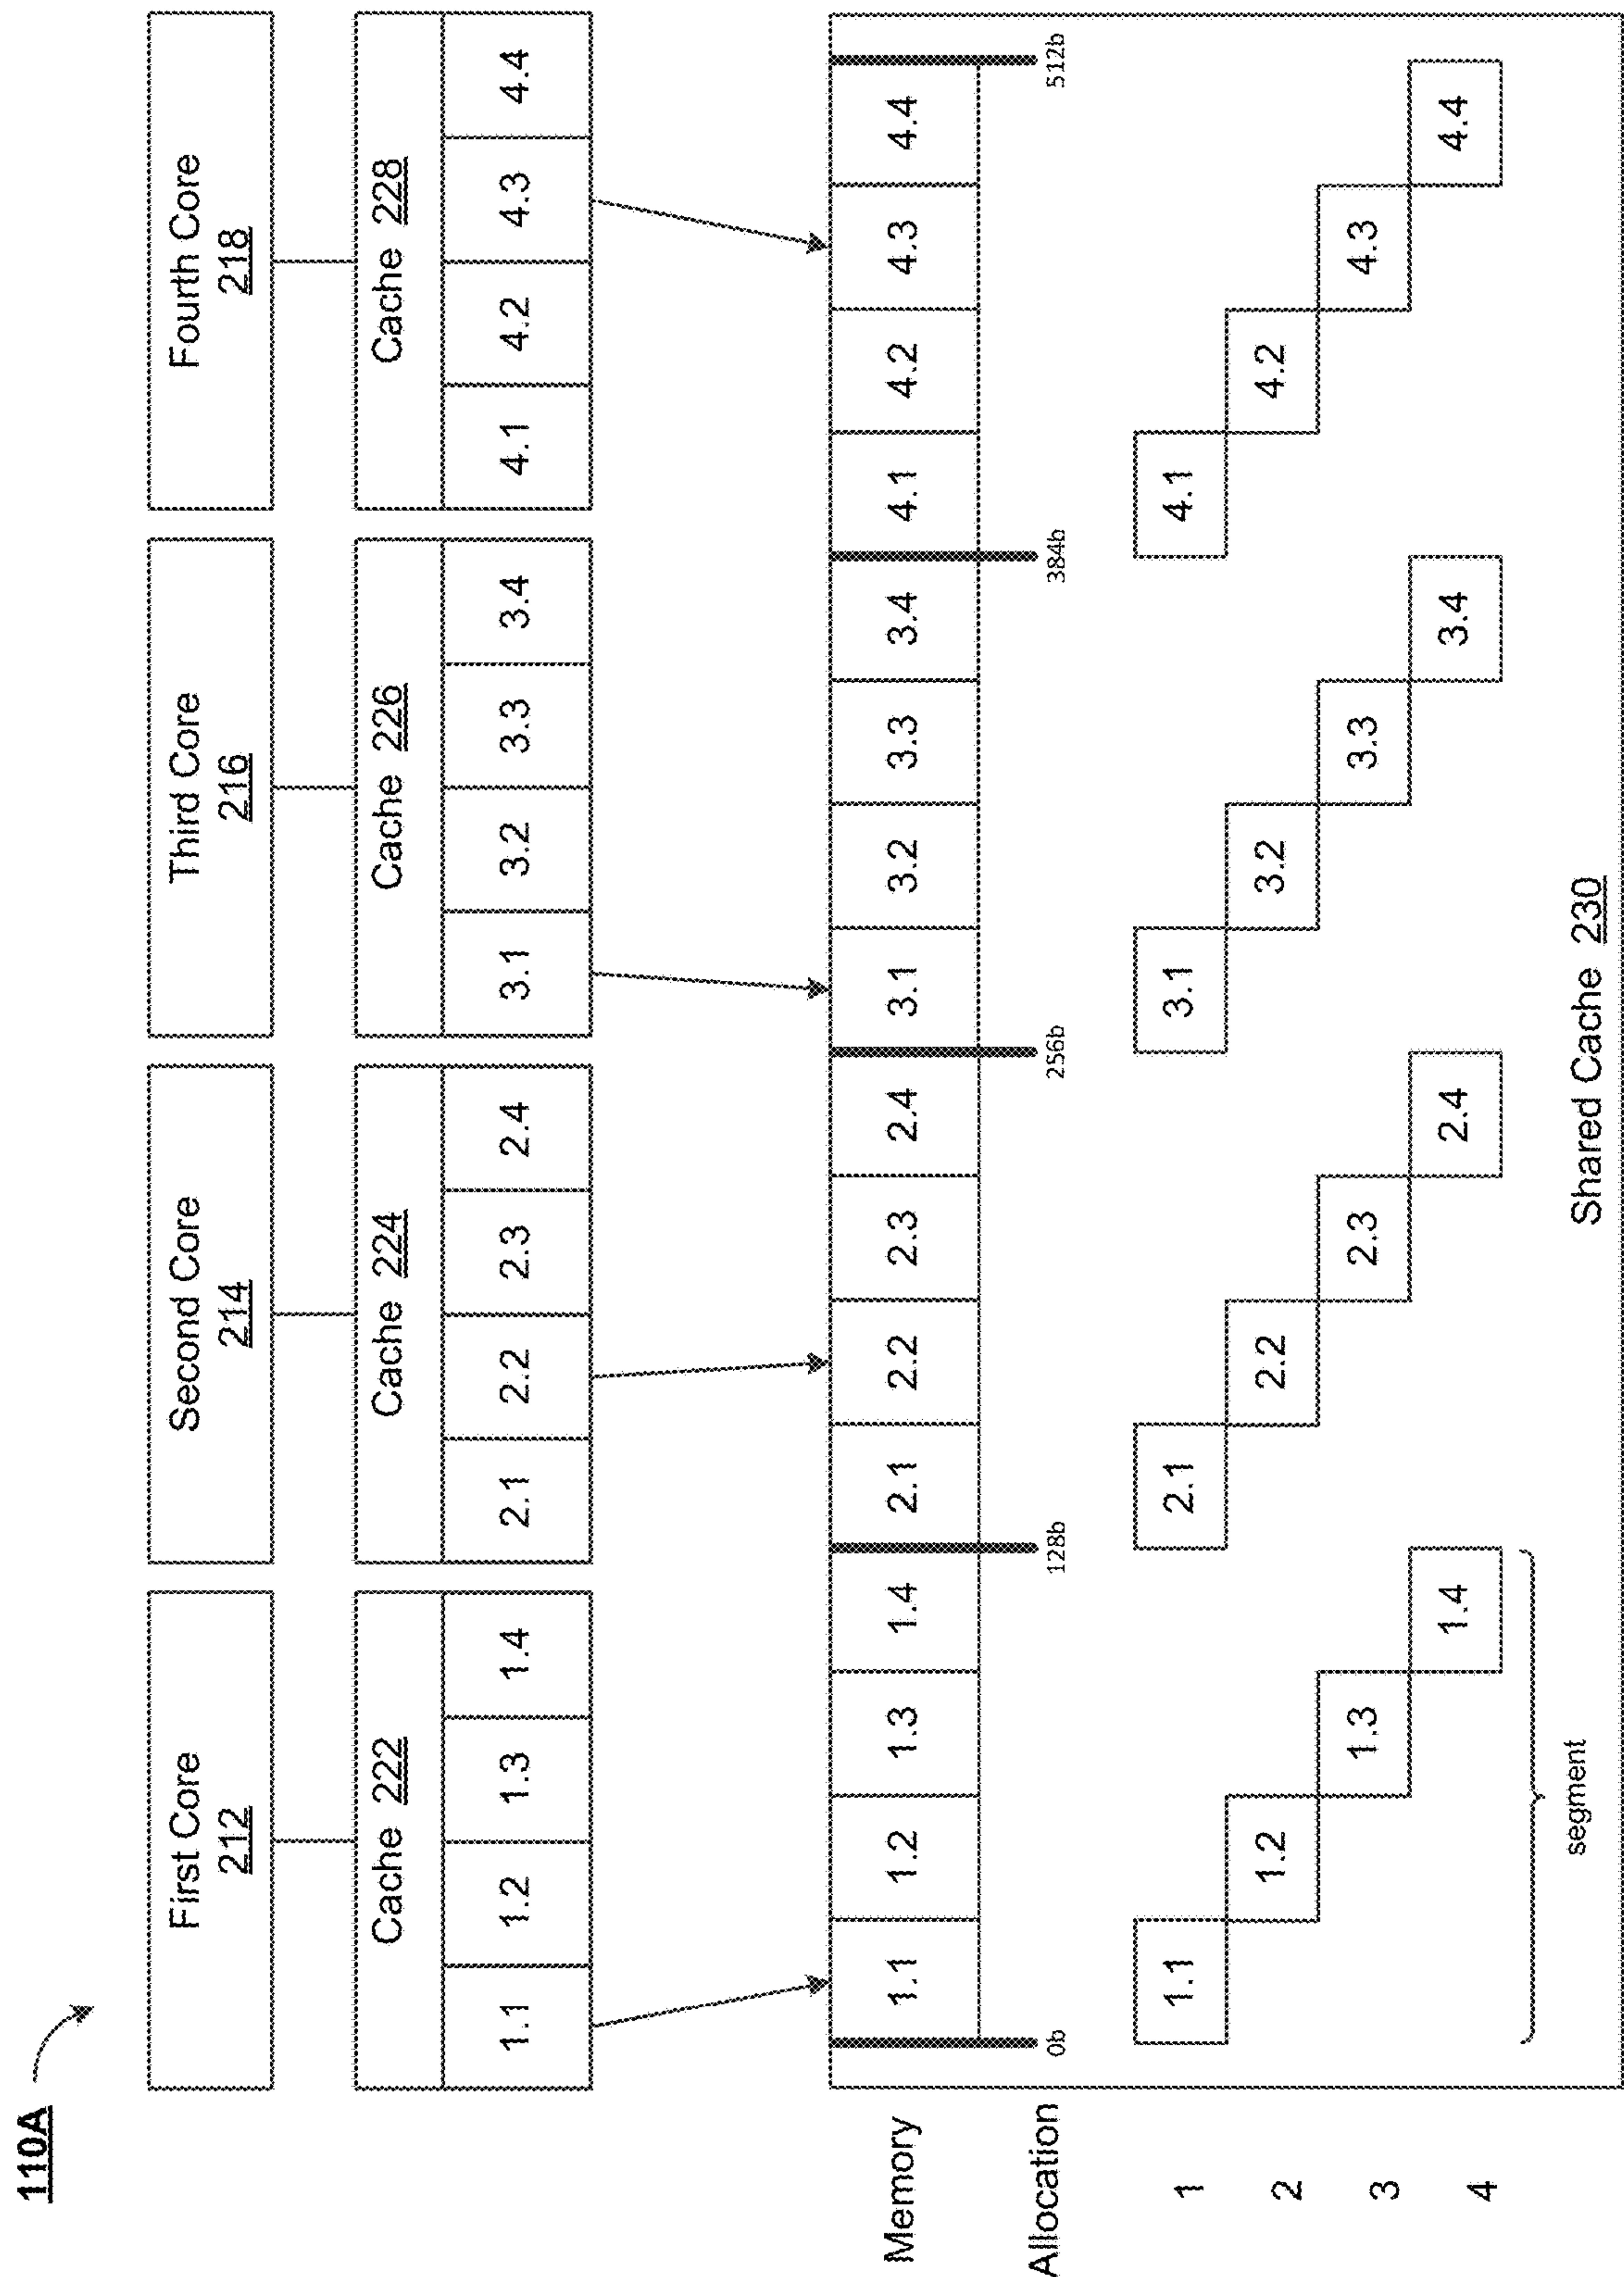 110A
First Core
212
Second Core
214
Third Core
216
Fourth Core
218
Cache 222
Cache 224
Cache 226
Cache 228
1.1 1.2 1.3 1.4
2.1 2.2 2.3 2.4
3.1 3.2 3.3 3.4
4.1 4.2 4.3 4.4
Memory
1.1 1.2 1.3 1.4 2.1 2.2 2.3 2.4 3.1 3.2 3.3 3.4 4.1 4.2 4.3 4.4
Allocation
0b 128b 256b 384b 512b
1 1.1 2.1 3.1 4.1
2 1.2 2.2 3.2 4.2
3 1.3 2.3 3.3 4.3
4 1.4 2.4 3.4 4.4
segment
Shared Cache 230